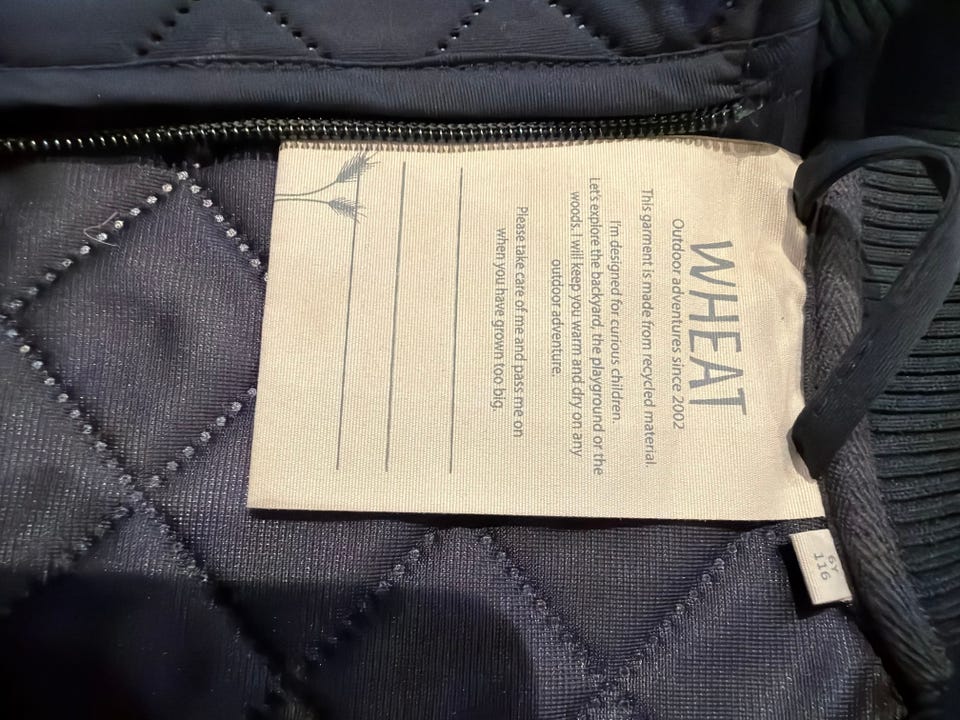 WHEAT
Outdoor adventures since 2002
This garment is made from recycled material.
I'm designed for curious children.
Let's explore the backyard, the playground or the
woods. I will keep you warm and dry on any
outdoor adventure.
Please take care of me and pass me on
when you have grown too big.
6Y
116